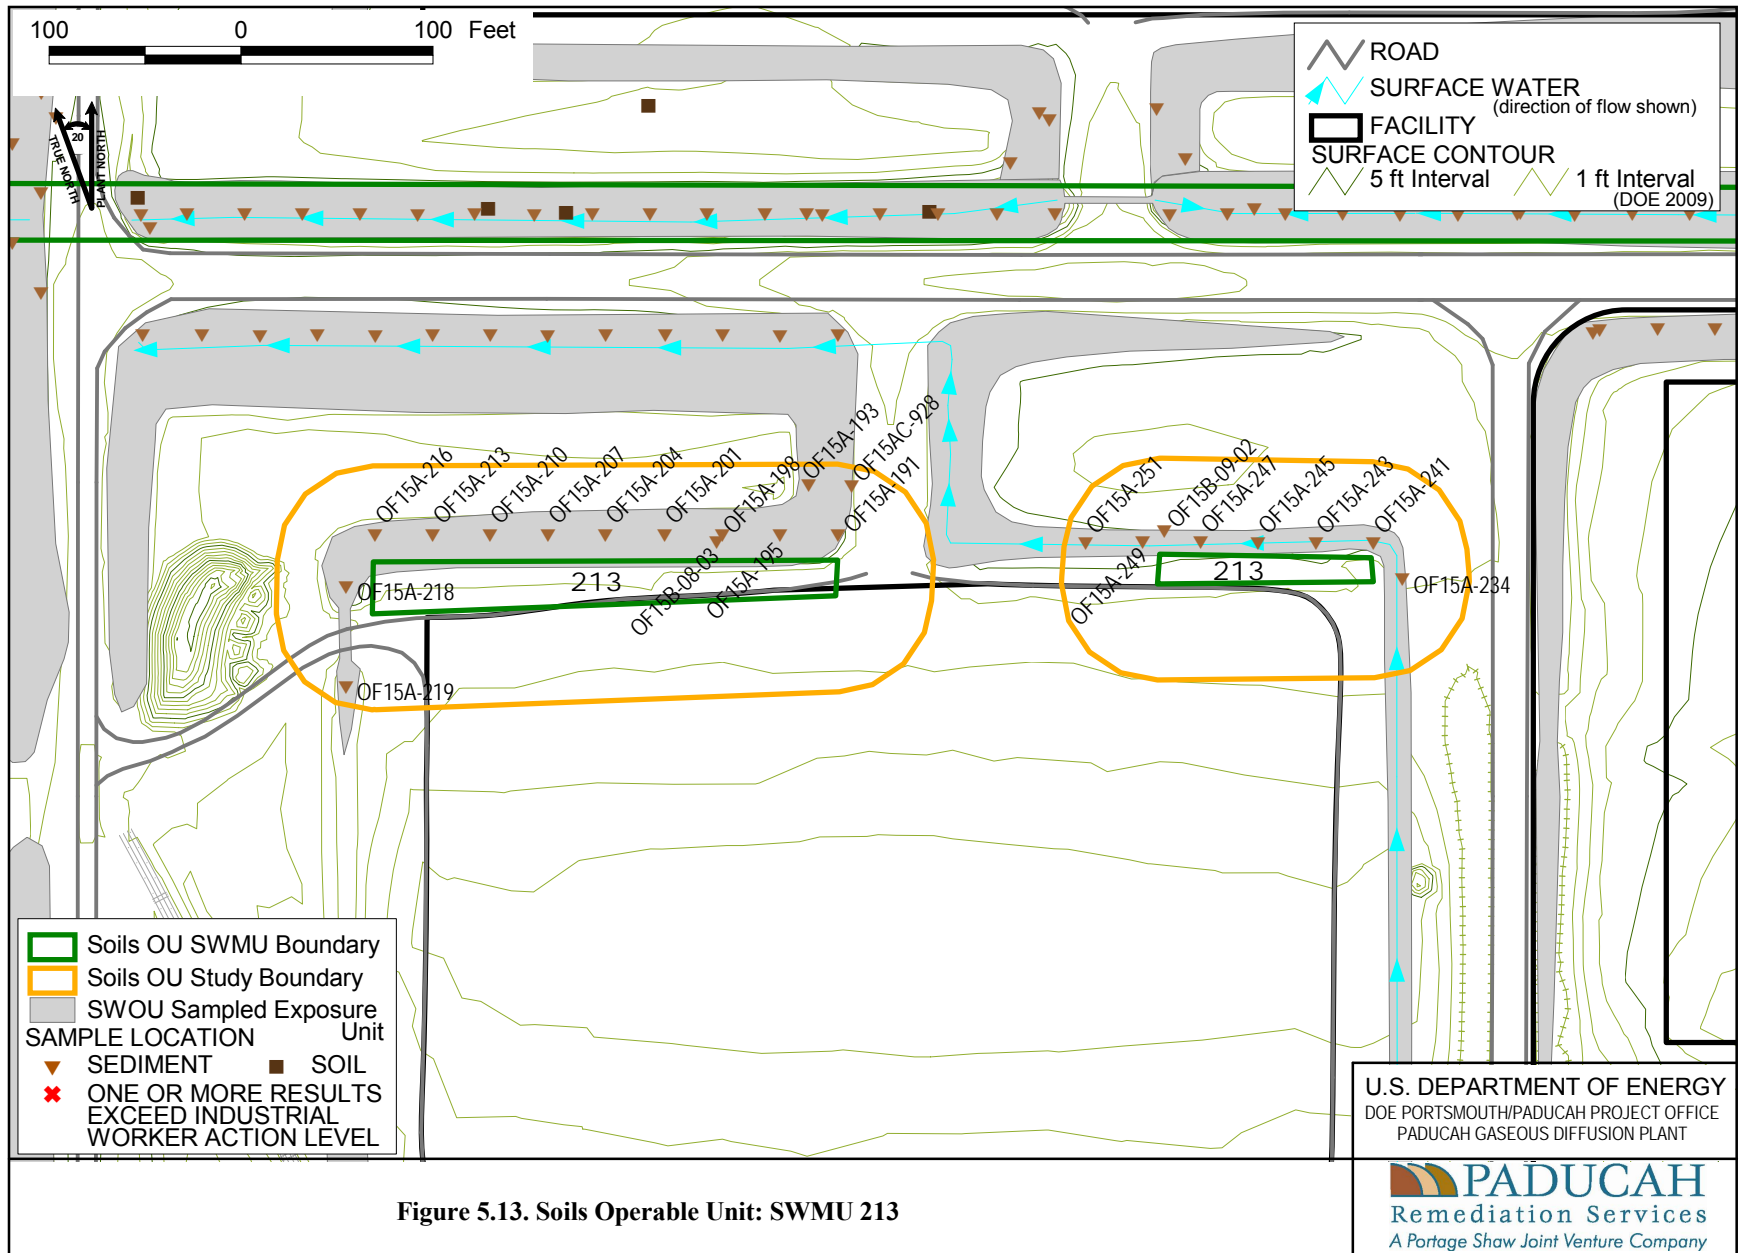 100 0 100 Feet
TRUE NORTH
20
PLANT NORTH
ROAD
SURFACE WATER
(direction of flow shown)
FACILITY
SURFACE CONTOUR
5 ft Interval 1 ft Interval
(DOE 2009)
OF15A-216
OF15A-213
OF15A-210
OF15A-207
OF15A-204
OF15A-201
OF15A-198
OF15A-193
OF15AC-928
OF15A-191
OF15A-251
OF15B-09-02
OF15A-247
OF15A-245
OF15A-243
OF15A-241
OF15A-218
213
OF15B-08-03
OF15A-195
OF15A-249
213
OF15A-234
OF15A-219
Soils OU SWMU Boundary
Soils OU Study Boundary
SWOU Sampled Exposure
Unit
SAMPLE LOCATION
SEDIMENT SOIL
ONE OR MORE RESULTS
EXCEED INDUSTRIAL
WORKER ACTION LEVEL
U.S. DEPARTMENT OF ENERGY
DOE PORTSMOUTH/PADUCAH PROJECT OFFICE
PADUCAH GASEOUS DIFFUSION PLANT
PADUCAH
Remediation Services
A Portage Shaw Joint Venture Company
Figure 5.13. Soils Operable Unit: SWMU 213